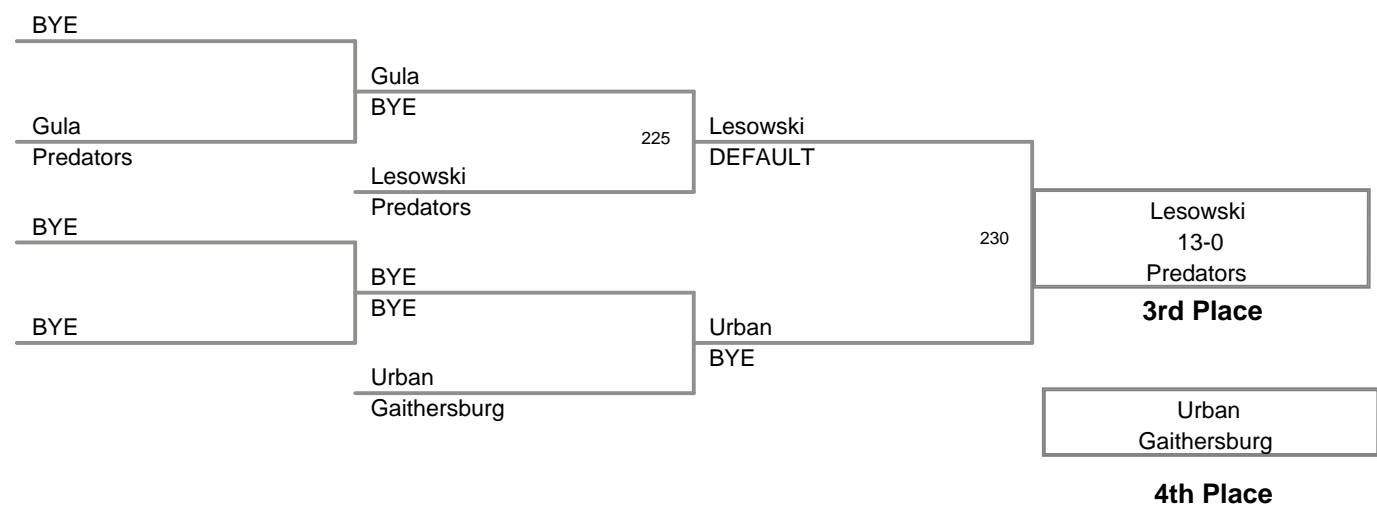 BYE
Gula
BYE
Gula
Predators
225
Lesowski
DEFAULT
Lesowski
Predators
BYE
230
Lesowski
13-0
Predators
3rd Place
BYE
BYE
BYE
Urban
BYE
Urban
Gaithersburg
Urban
Gaithersburg
4th Place